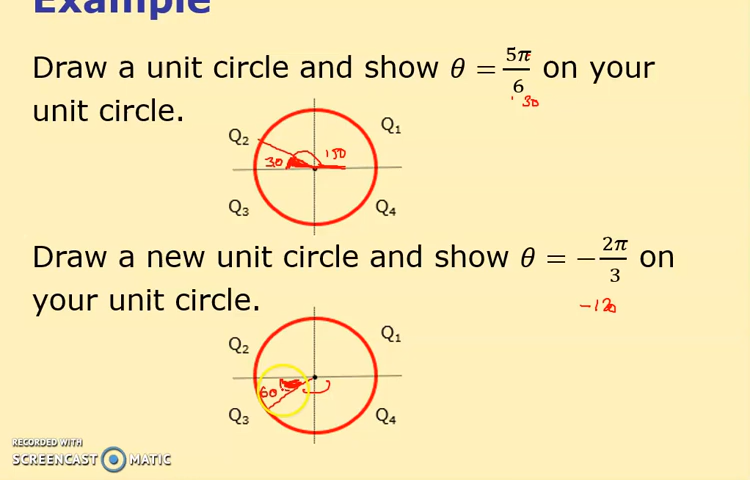 Example
Draw a unit circle and show θ = 5π/6 on your
30
unit circle.
Q₂ Q₁
30 150
Q₃ Q₄
Draw a new unit circle and show θ = −2π/3 on
your unit circle.
-120
Q₂ Q₁
60
Q₃ Q₄
RECORDED WITH
SCREENCAST MATIC